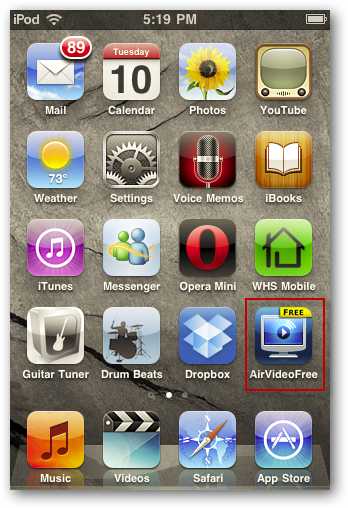 iPod 5:19 PM
89
Tuesday
10
Mail Calendar Photos YouTube
73°
Weather Settings Voice Memos iBooks
iTunes Messenger Opera Mini WHS Mobile
FREE
Guitar Tuner Drum Beats Dropbox AirVideoFree
Music Videos Safari App Store